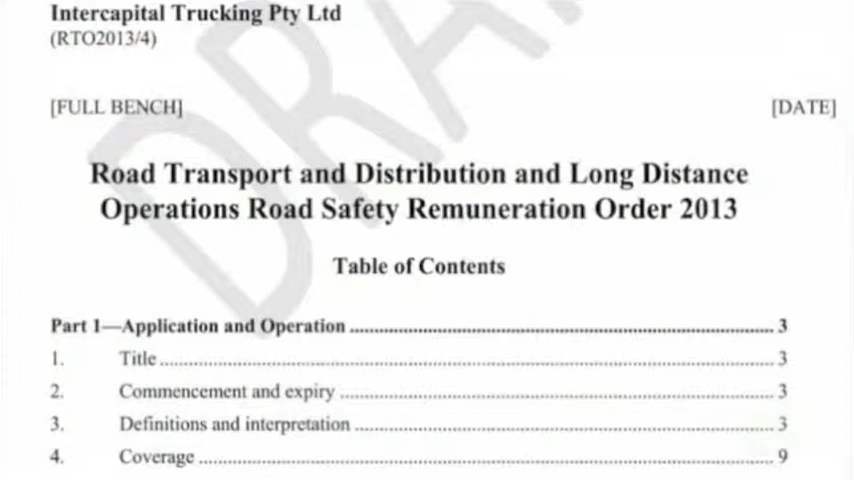 Intercapital Trucking Pty Ltd
(RTO2013/4)
[FULL BENCH] [DATE]
Road Transport and Distribution and Long Distance
Operations Road Safety Remuneration Order 2013
Table of Contents
Part 1—Application and Operation ........ 3
1. Title ........ 3
2. Commencement and expiry ........ 3
3. Definitions and interpretation ........ 3
4. Coverage ........ 9
DRA